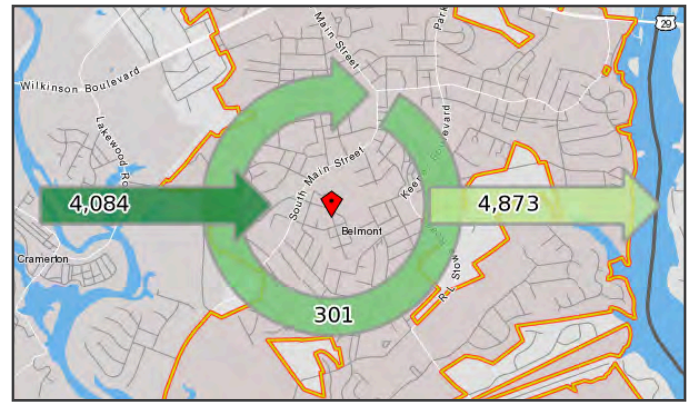 Main Street
Park
29
Wilkinson Boulevard
Lakewood Ro
South Main Street
Keener Boulevard
4,084
4,873
Belmont
Cramerton
R L Stowe
301